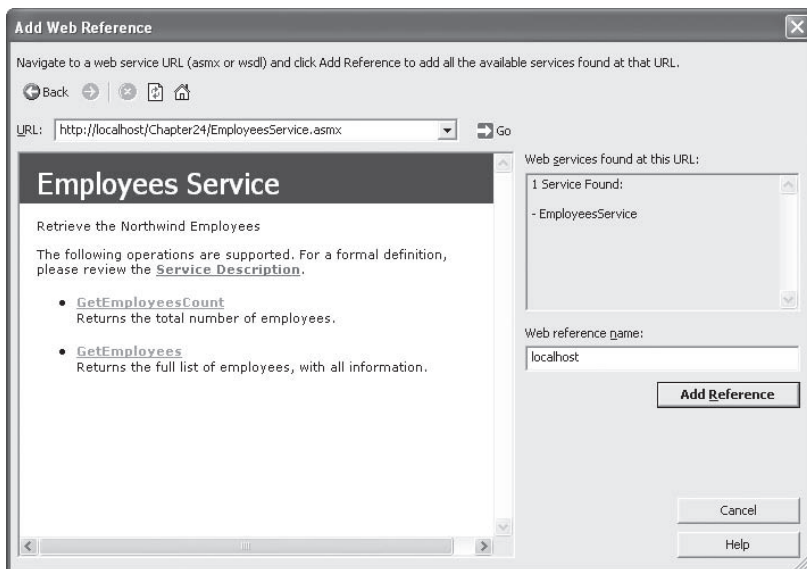 Add Web Reference
Navigate to a web service URL (asmx or wsdl) and click Add Reference to add all the available services found at that URL.
Back
URL: http://localhost/Chapter24/EmployeesService.asmx
Go
Employees Service
Retrieve the Northwind Employees
The following operations are supported. For a formal definition,
please review the Service Description.
• GetEmployeesCount
Returns the total number of employees.
• GetEmployees
Returns the full list of employees, with all information.
Web services found at this URL:
1 Service Found:
- EmployeesService
Web reference name:
localhost
Add Reference
Cancel
Help